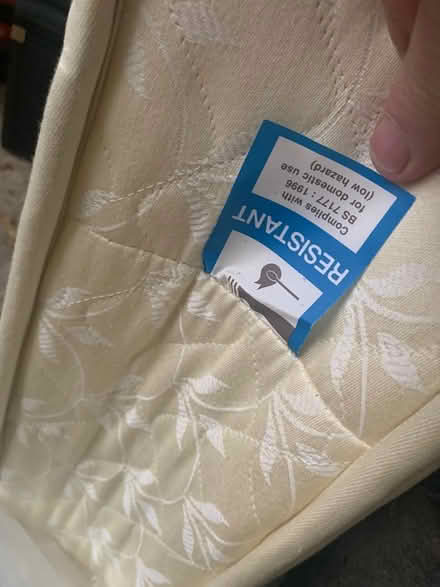 RESISTANT
Complies with
BS 7177 : 1996
for domestic use
(low hazard)